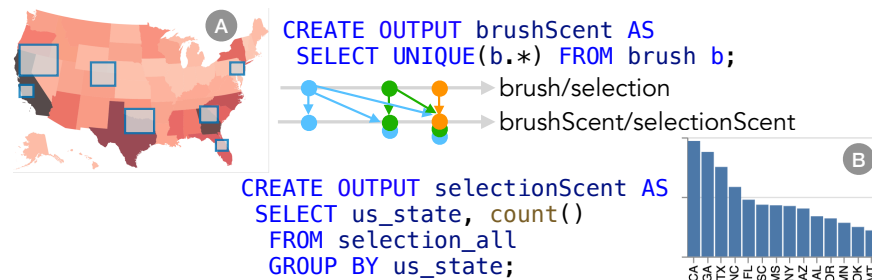 A
CREATE OUTPUT brushScent AS
SELECT UNIQUE(b.*) FROM brush b;
brush/selection
brushScent/selectionScent
B
CREATE OUTPUT selectionScent AS
SELECT us_state, count()
FROM selection_all
GROUP BY us_state;
CA
GA
TX
NC
FL
SC
MS
NY
AZ
AL
OR
MN
OK